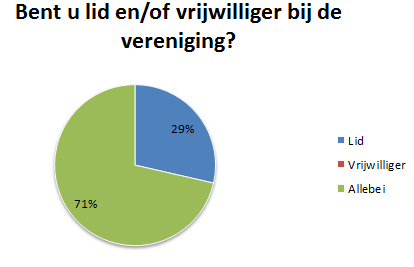 Bent u lid en/of vrijwilliger bij de
vereniging?
29%
71%
Lid
Vrijwilliger
Allebei